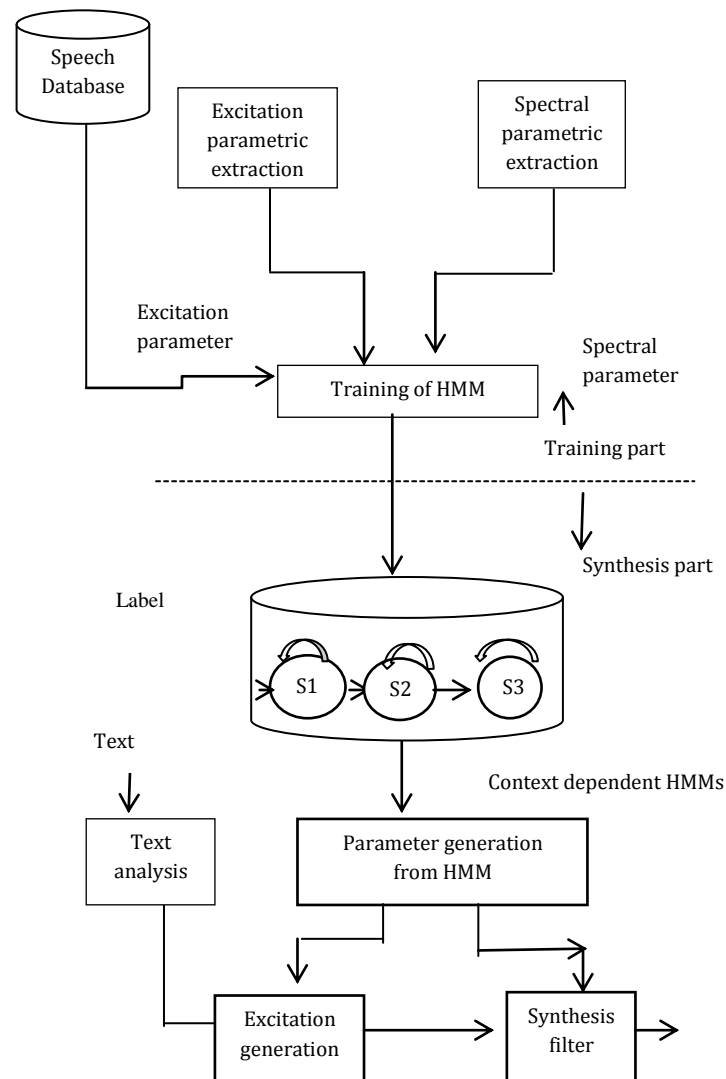 Speech
Database
Excitation
parametric
extraction
Spectral
parametric
extraction
Excitation
parameter
Spectral
parameter
Training of HMM
Training part
Synthesis part
Label
S1
S2
S3
Text
Context dependent HMMs
Text
analysis
Parameter generation
from HMM
Excitation
generation
Synthesis
filter